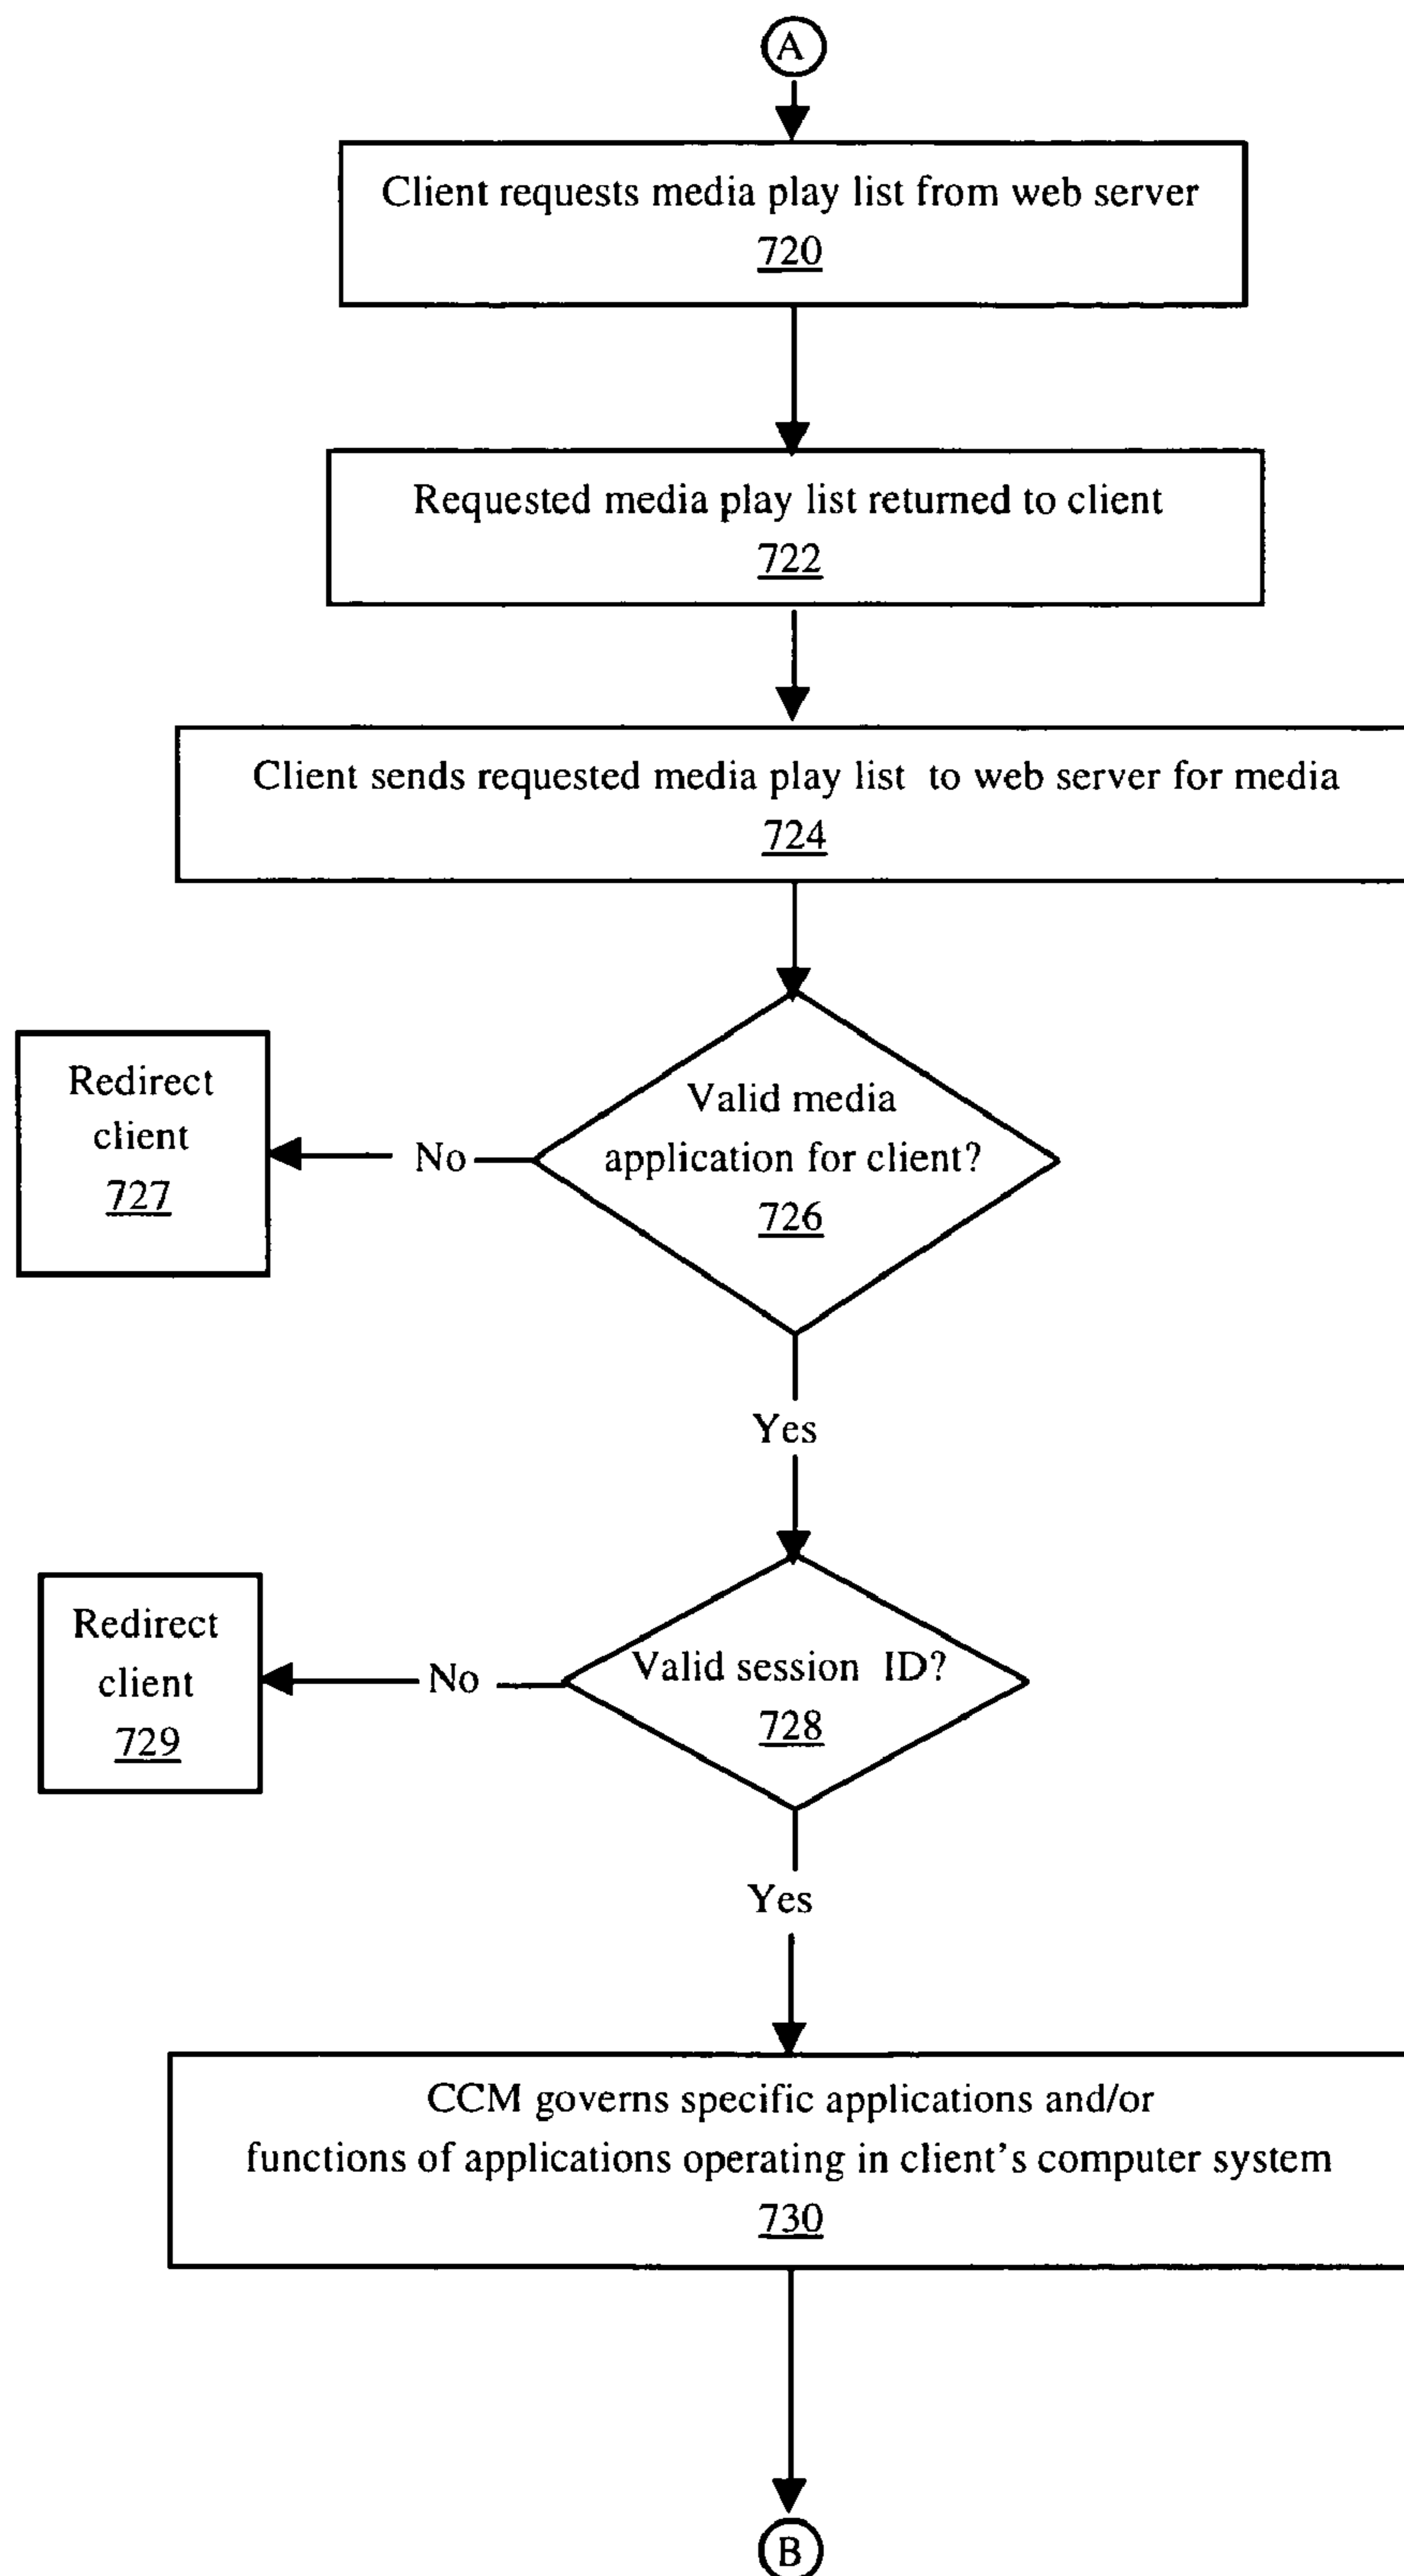 A
Client requests media play list from web server
720
Requested media play list returned to client
722
Client sends requested media play list to web server for media
724
Valid media
application for client?
726
No
Redirect
client
727
Yes
Valid session ID?
728
No
Redirect
client
729
Yes
CCM governs specific applications and/or
functions of applications operating in client's computer system
730
B